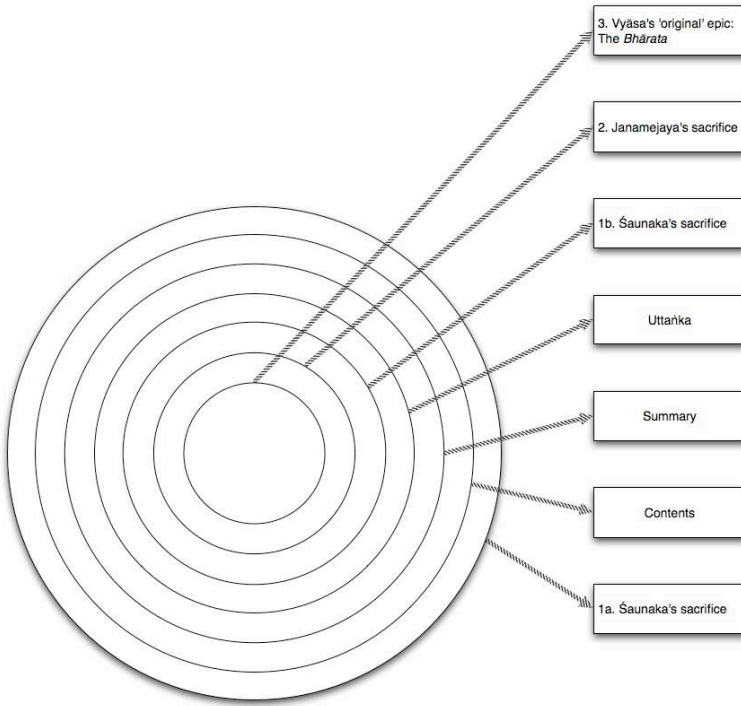 3. Vyāsa's 'original' epic:
The Bhārata
2. Janamejaya's sacrifice
1b. Śaunaka's sacrifice
Uttaṅka
Summary
Contents
1a. Śaunaka's sacrifice